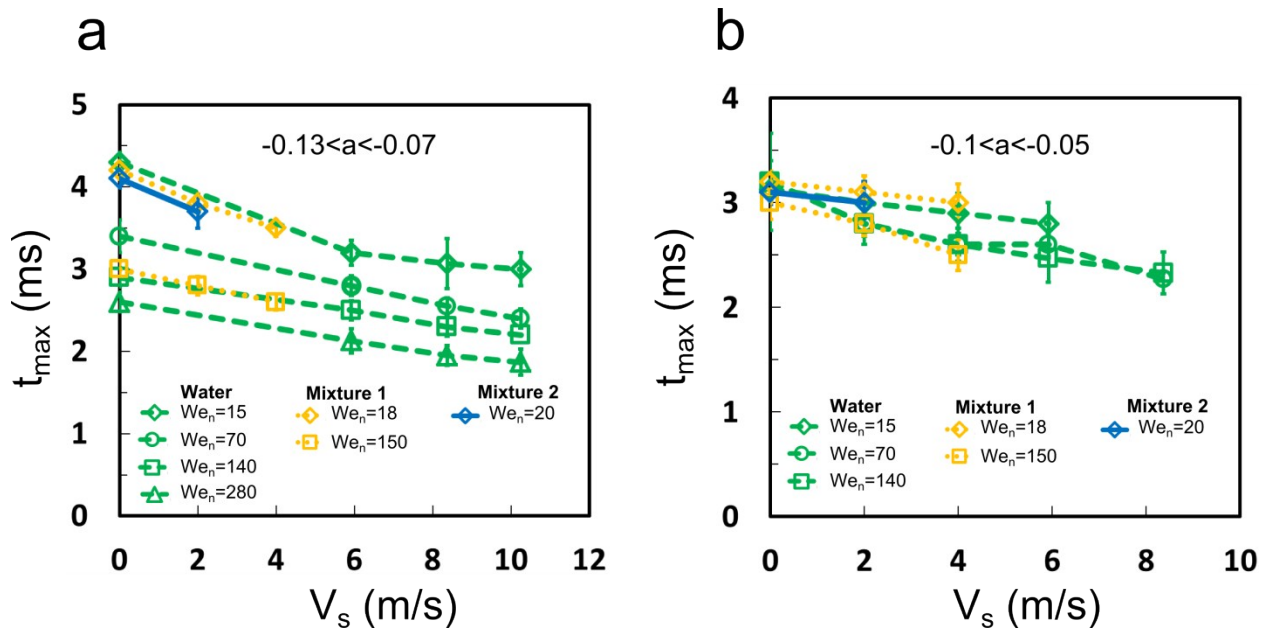 a
5
4
3
2
1
0
t_max (ms)
-0.13<a<-0.07
Water
We_n=15
We_n=70
We_n=140
We_n=280
Mixture 1
We_n=18
We_n=150
Mixture 2
We_n=20
0 2 4 6 8 10 12
V_s (m/s)
b
4
3
2
1
0
t_max (ms)
-0.1<a<-0.05
Water
We_n=15
We_n=70
We_n=140
Mixture 1
We_n=18
We_n=150
Mixture 2
We_n=20
0 2 4 6 8 10
V_s (m/s)